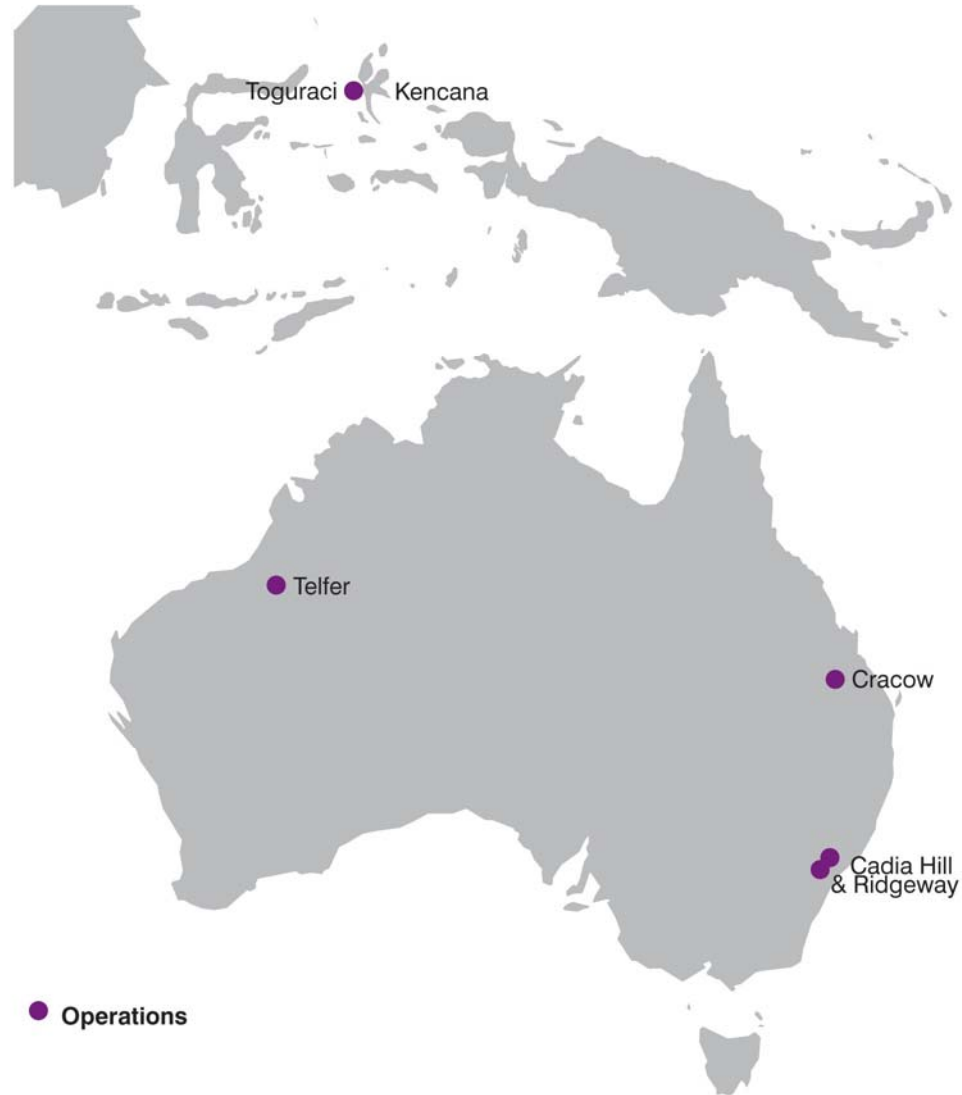 Toguraci
Kencana
Telfer
Cracow
Cadia Hill
& Ridgeway
Operations